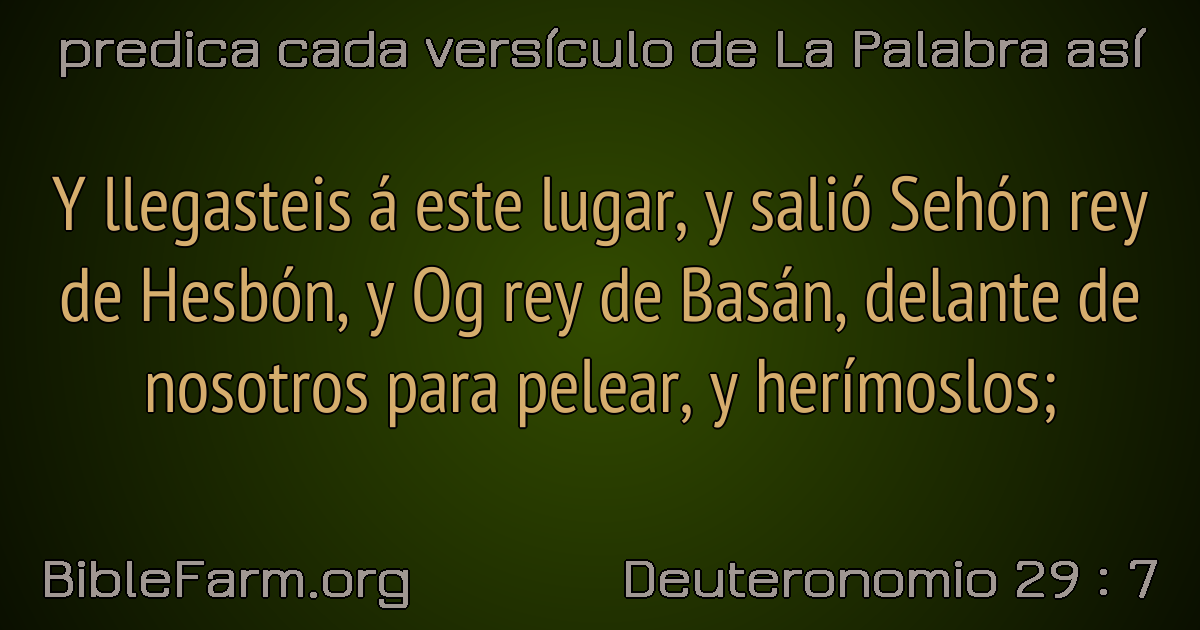 predica cada versículo de La Palabra así
Y llegasteis á este lugar, y salió Sehón rey
de Hesbón, y Og rey de Basán, delante de
nosotros para pelear, y herímoslos;
BibleFarm.org
Deuteronomio 29 : 7